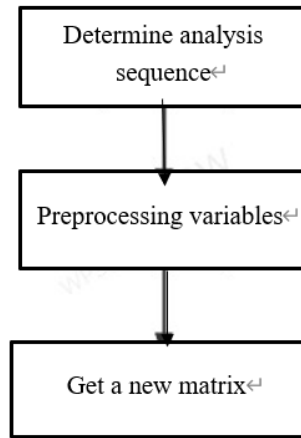 Determine analysis
sequence↵
Preprocessing variables↵
Get a new matrix↵